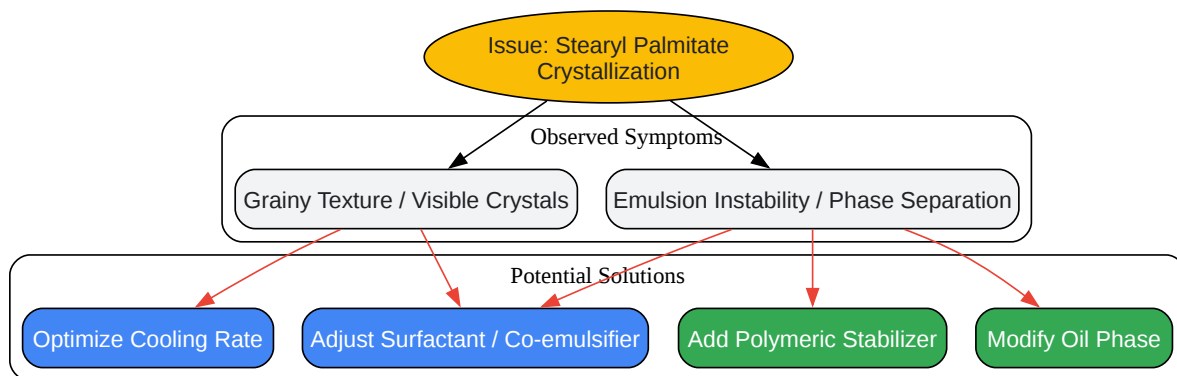 Issue: Stearyl Palmitate
Crystallization
Observed Symptoms
Grainy Texture / Visible Crystals
Emulsion Instability / Phase Separation
Potential Solutions
Optimize Cooling Rate
Adjust Surfactant / Co-emulsifier
Add Polymeric Stabilizer
Modify Oil Phase